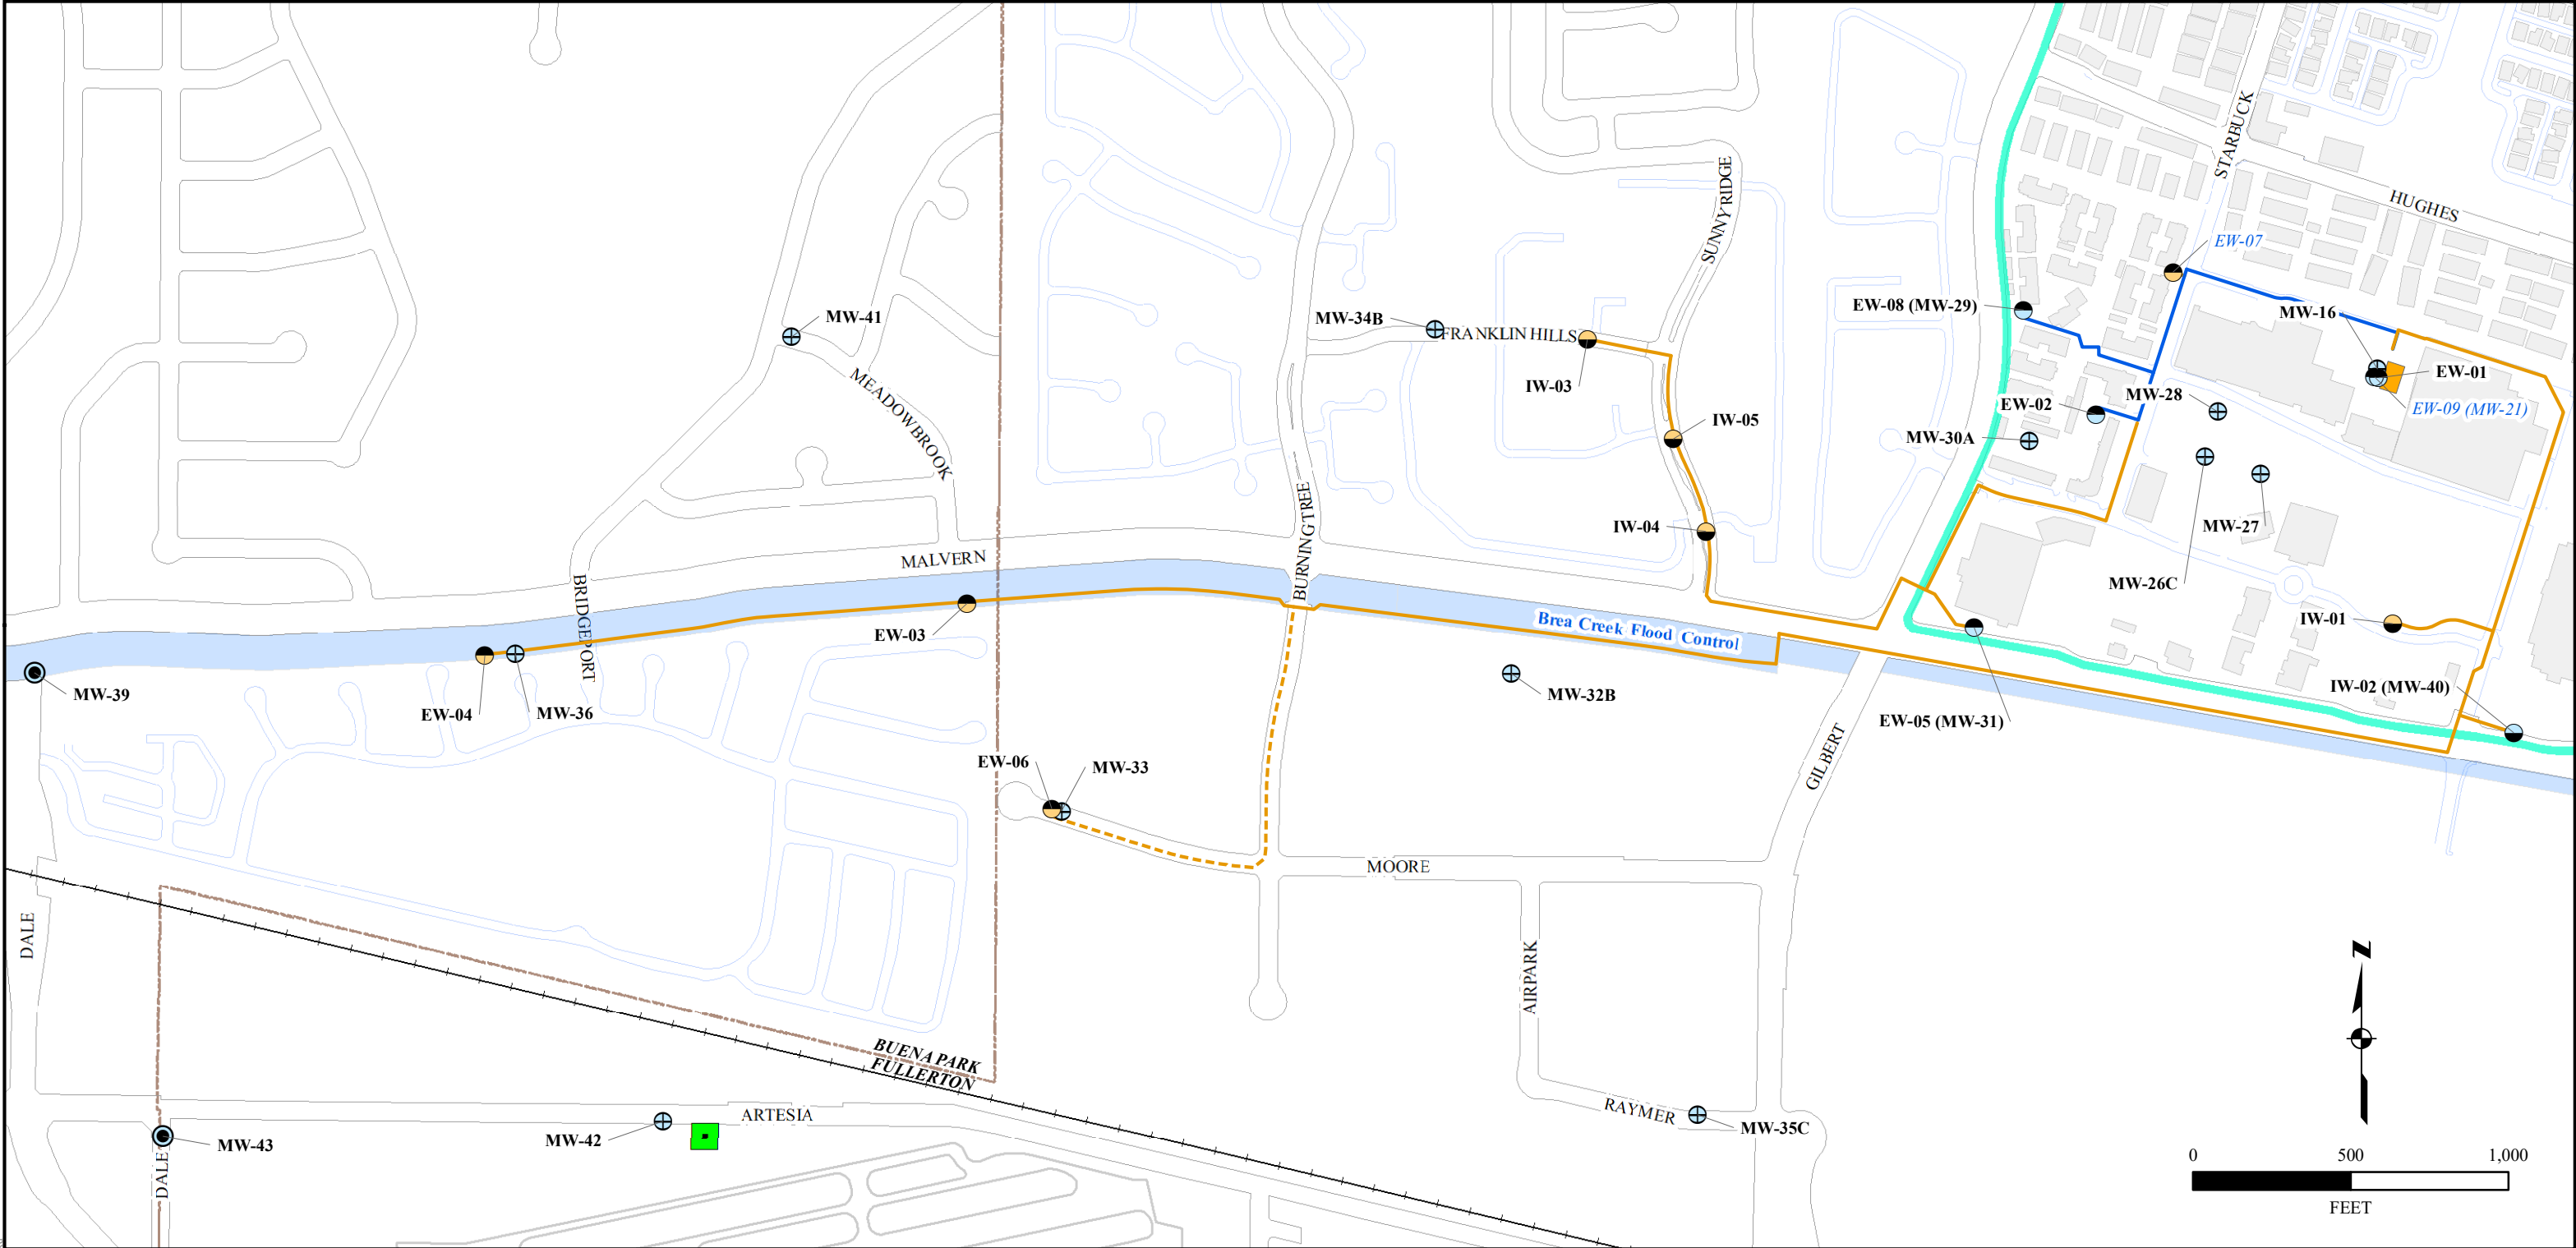 STARBUCK
HUGHES
SUNNYRIDGE
EW-07
EW-08 (MW-29)
MW-16
MW-41
MW-34B
FRANKLIN HILLS
IW-03
EW-01
EW-09 (MW-21)
MW-28
EW-02
MW-30A
IW-05
MEADOWBROOK
IW-04
MW-27
MW-26C
BURNINGTREE
MALVERN
BRIDGEPORT
EW-03
Brea Creek Flood Control
IW-01
MW-39
EW-04
MW-36
MW-32B
EW-05 (MW-31)
IW-02 (MW-40)
EW-06
MW-33
GILBERT
MOORE
DALE
AIRPARK
N
BUENA PARK
FULLERTON
ARTESIA
RAYMER
MW-43
MW-42
MW-35C
DALE
0 500 1,000
FEET